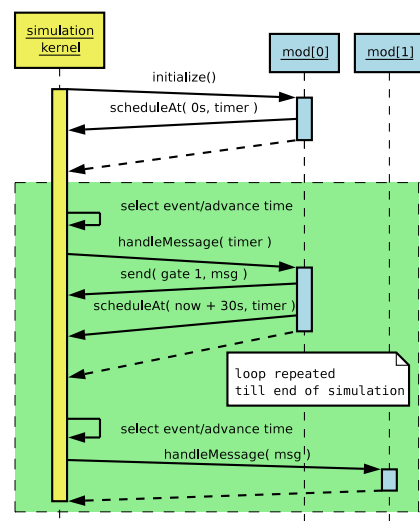 simulation
kernel
mod[0]
mod[1]
initialize()
scheduleAt( 0s, timer )
select event/advance time
handleMessage( timer )
send( gate 1, msg )
scheduleAt( now + 30s, timer )
loop repeated
till end of simulation
select event/advance time
handleMessage( msg )